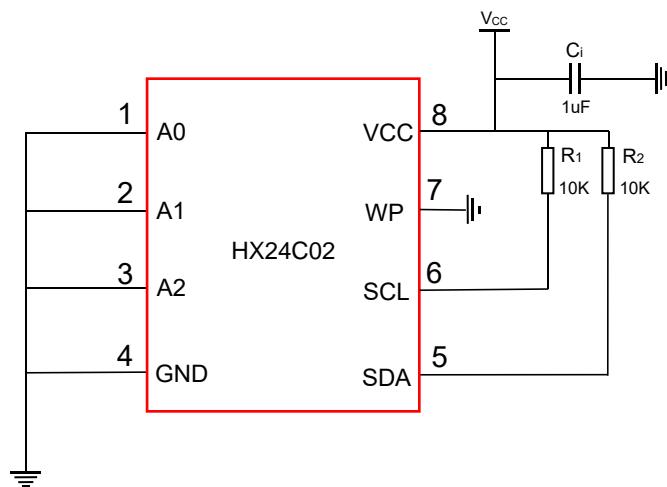 Vcc
Ci
1uF
1
A0
VCC
8
R1
R2
10K
10K
2
A1
WP
7
HX24C02
3
A2
SCL
6
4
GND
SDA
5